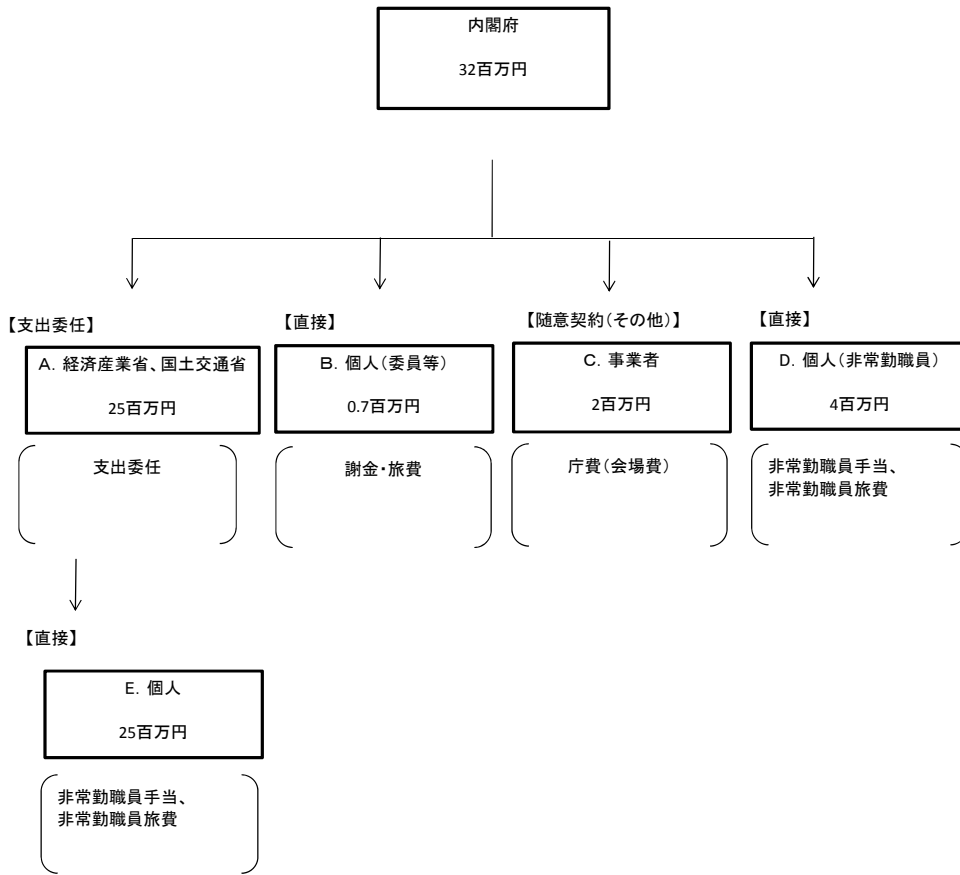 内閣府
32百万円
【支出委任】
【直接】
【随意契約(その他)】
【直接】
A. 経済産業省、国土交通省
25百万円
B. 個人(委員等)
0.7百万円
C. 事業者
2百万円
D. 個人(非常勤職員)
4百万円
支出委任
謝金・旅費
庁費(会場費)
非常勤職員手当、
非常勤職員旅費
【直接】
E. 個人
25百万円
非常勤職員手当、
非常勤職員旅費